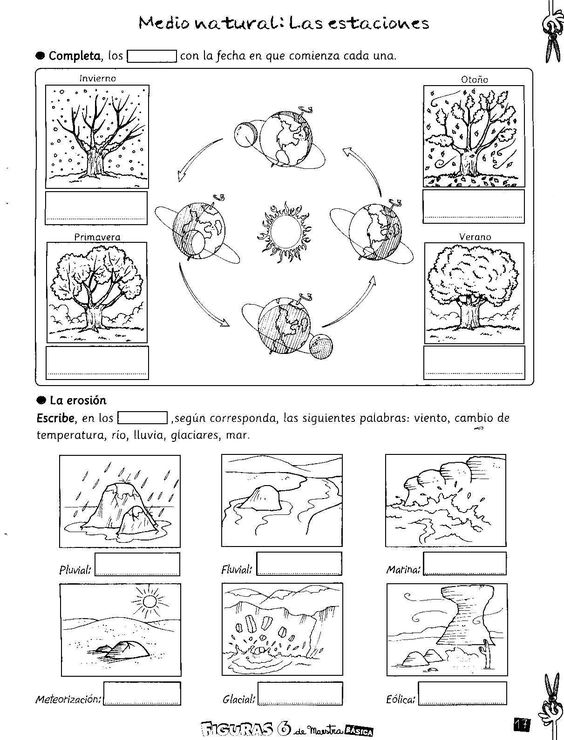 Medio natural: Las estaciones
● Completa, los con la fecha en que comienza cada una.
Invierno
Otoño
Primavera
Verano
● La erosión
Escribe, en los ,según corresponda, las siguientes palabras: viento, cambio de
temperatura, río, lluvia, glaciares, mar.
Pluvial:
Fluvial:
Marina:
Meteorización:
Glacial:
Eólica:
FIGURAS 6 de Maestra BÁSICA
17